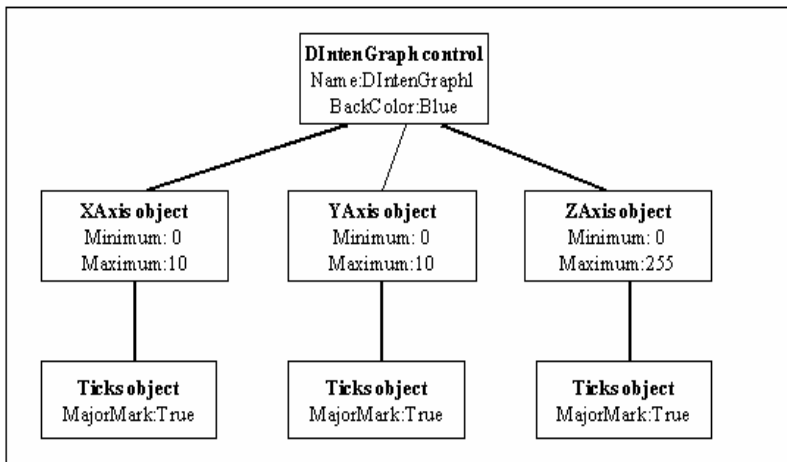 DIntenGraph control
Name:DIntenGraph1
BackColor:Blue
XAxis object
Minimum: 0
Maximum:10
YAxis object
Minimum: 0
Maximum:10
ZAxis object
Minimum: 0
Maximum:255
Ticks object
MajorMark:True
Ticks object
MajorMark:True
Ticks object
MajorMark:True